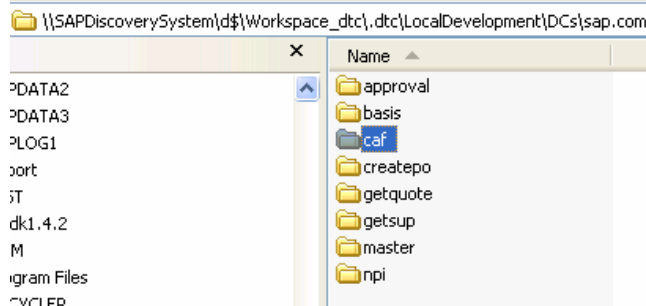 \\SAPDiscoverySystem\d$\Workspace_dtc\.dtc\LocalDevelopment\DCs\sap.com
Name
PDATA2
PDATA3
PLOG1
port
ST
dk1.4.2
M
gram Files
CYCLER
approval
basis
caf
createpo
getquote
getsup
master
npi